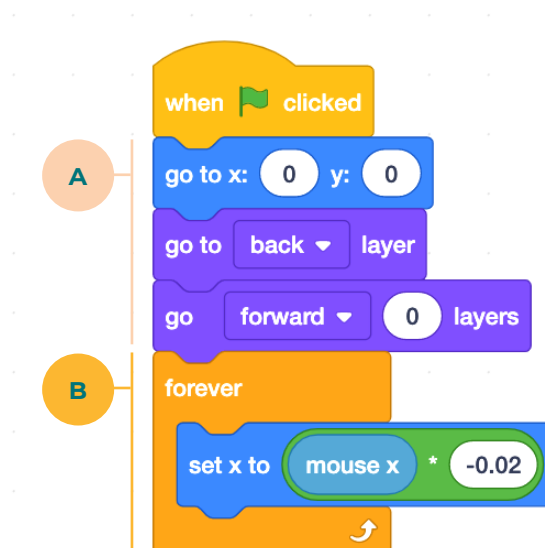 when clicked
A
go to x: 0 y: 0
go to back layer
go forward 0 layers
B
forever
set x to mouse x * -0.02